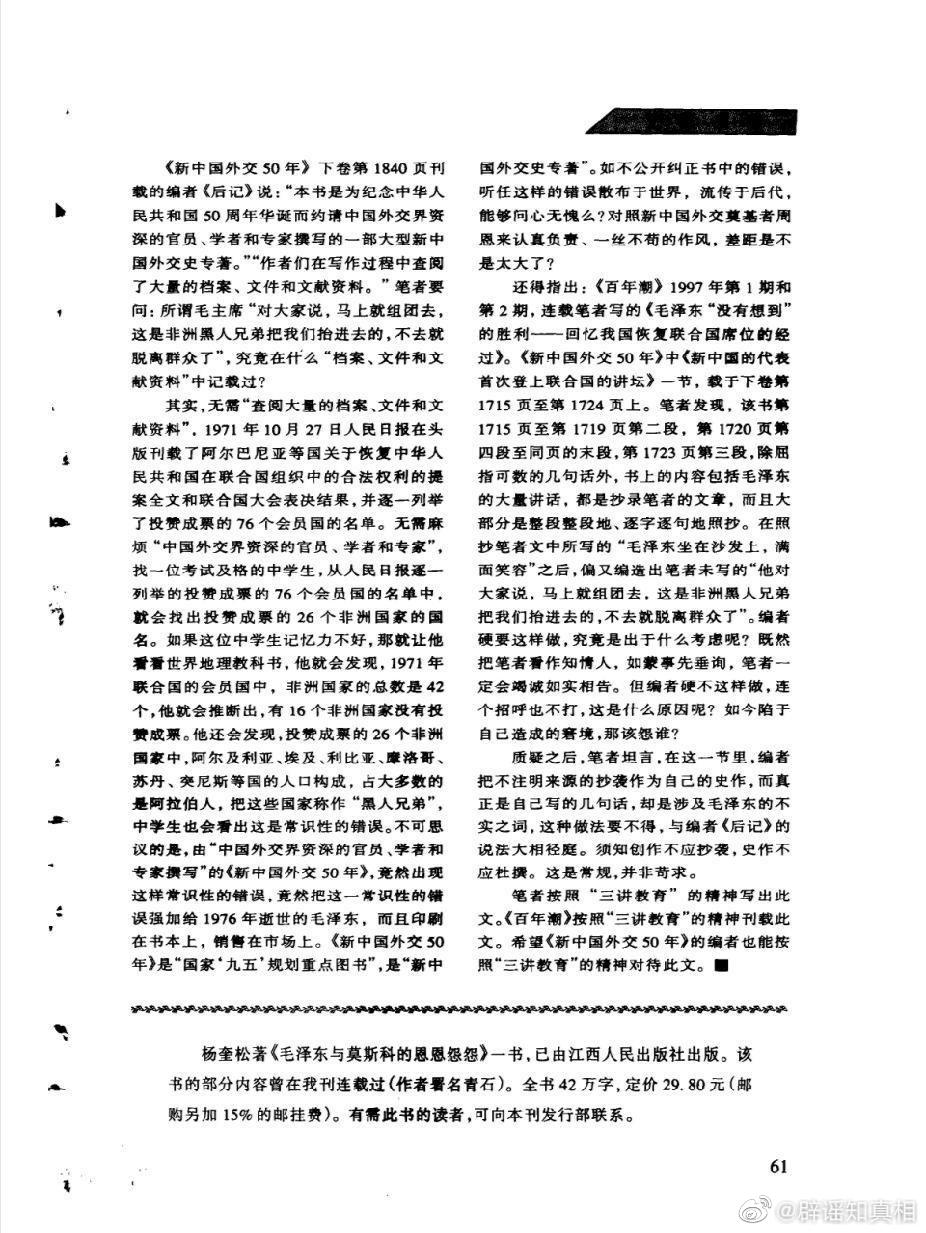 《新中国外交50年》下卷第1840页刊
载的编者《后记》说：“本书是为纪念中华人
民共和国50周年华诞而约请中国外交界资
深的官员、学者和专家撰写的一部大型新中
国外交史专著。”“作者们在写作过程中查阅
了大量的档案、文件和文献资料。”笔者要
问：所谓毛主席“对大家说，马上就组团去，
这是非洲黑人兄弟把我们抬进去的，不去就
脱离群众了”，究竟在什么“档案、文件和文
献资料”中记载过？
其实，无需“查阅大量的档案、文件和文
献资料”，1971年10月27日人民日报在头
版刊载了阿尔巴尼亚等国关于恢复中华人
民共和国在联合国组织中的合法权利的提
案全文和联合国大会表决结果，并逐一列举
了投赞成票的76个会员国的名单。无需麻
烦“中国外交界资深的官员、学者和专家”，
找一位考试及格的中学生，从人民日报逐一
列举的投赞成票的76个会员国的名单中，
就会找出投赞成票的26个非洲国家的国
名。如果这位中学生记忆力不好，那就让他
看看世界地理教科书，他就会发现，1971年
联合国的会员国中，非洲国家的总数是42
个，他就会推断出，有16个非洲国家没有投
赞成票。他还会发现，投赞成票的26个非洲
国家中，阿尔及利亚、埃及、利比亚、摩洛哥、
苏丹、突尼斯等国的人口构成，占大多数的
是阿拉伯人，把这些国家称作“黑人兄弟”，
中学生也会看出这是常识性的错误。不可思
议的是，由“中国外交界资深的官员、学者和
专家撰写”的《新中国外交50年》，竟然出现
这样常识性的错误，竟然把这一常识性的错
误强加给1976年逝世的毛泽东，而且印刷
在书本上，销售在市场上。《新中国外交50
年》是“国家‘九五’规划重点图书”，是“新中
国外交史专著”。如不公开纠正书中的错误，
听任这样的错误散布于世界，流传于后代，
能够问心无愧么？对照新中国外交奠基者周
恩来认真负责、一丝不苟的作风，差距是不
是太大了？
还得指出：《百年潮》1997年第1期和
第2期，连载笔者写的《毛泽东“没有想到”
的胜利——回忆我国恢复联合国席位的经
过》。《新中国外交50年》中《新中国的代表
首次登上联合国的讲坛》一节，载于下卷第
1715页至第1724页上。笔者发现，该书第
1715页至第1719页第二段，第1720页第
四段至同页的末段，第1723页第三段，除屈
指可数的几句话外，书上的内容包括毛泽东
的大量讲话，都是抄录笔者的文章，而且大
部分是整段整段地、逐字逐句地照抄。在照
抄笔者文中所写的“毛泽东坐在沙发上，满
面笑容”之后，偏又编造出笔者未写的“他对
大家说，马上就组团去，这是非洲黑人兄弟
把我们抬进去的，不去就脱离群众了”。编者
硬要这样做，究竟是出于什么考虑呢？既然
把笔者看作知情人，如蒙事先垂询，笔者一
定会竭诚如实相告。但编者硬不这样做，连
个招呼也不打，这是什么原因呢？如今陷于
自己造成的窘境，那该怨谁？
质疑之后，笔者坦言，在这一节里，编者
把不注明来源的抄袭作为自己的史作，而真
正是自己写的几句话，却是涉及毛泽东的不
实之词，这种做法要不得，与编者《后记》的
说法大相径庭。须知创作不应抄袭，史作不
应杜撰。这是常规，并非苛求。
笔者按照“三讲教育”的精神写出此
文。《百年潮》按照“三讲教育”的精神刊载此
文。希望《新中国外交50年》的编者也能按
照“三讲教育”的精神对待此文。■
杨奎松著《毛泽东与莫斯科的恩恩怨怨》一书，已由江西人民出版社出版。该
书的部分内容曾在我刊连载过（作者署名青石）。全书42万字，定价29.80元（邮
购另加15%的邮挂费）。有需此书的读者，可向本刊发行部联系。
61
@辟谣知真相